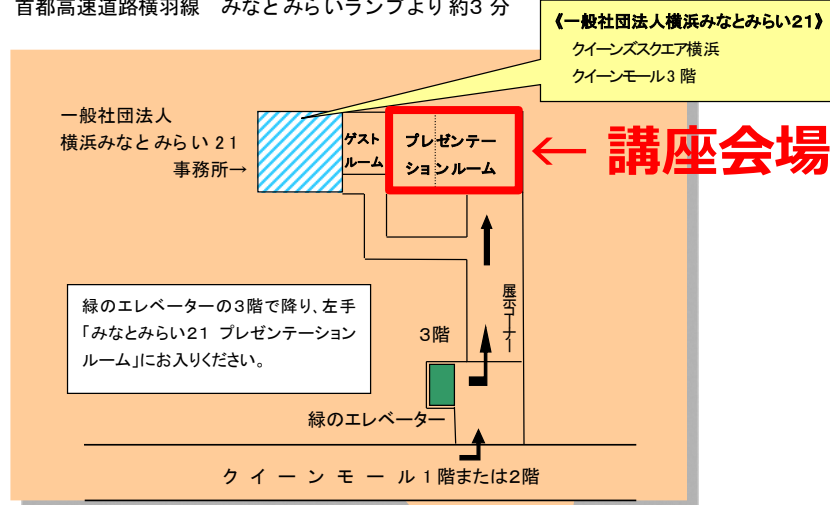 首都高速道路横羽線　みなとみらいランプより 約3 分
《一般社団法人横浜みなとみらい21》
クイーンズスクエア横浜
クイーンモール3 階
一般社団法人
横浜みなとみらい 21
事務所→
ゲスト
ルーム
プレゼンテー
ションルーム
← 講座会場
展示コーナー
緑のエレベーターの3階で降り、左手
「みなとみらい21 プレゼンテーション
ルーム」にお入りください。
3階
緑のエレベーター
ク イ ー ン モ ー ル 1 階または2階